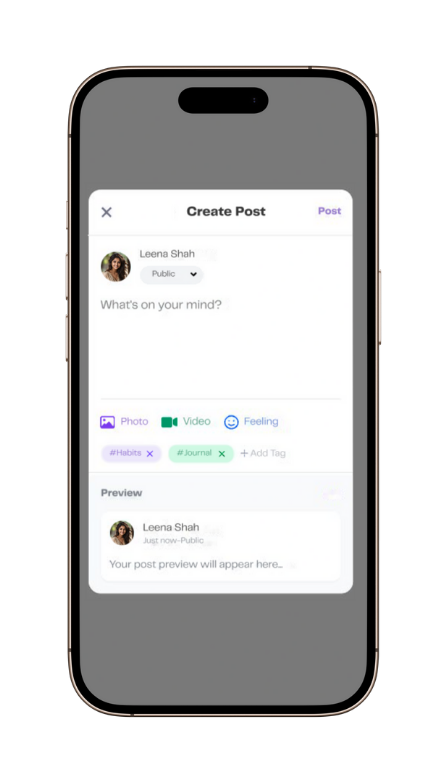 Create Post Post
Leena Shah
Public
What's on your mind?
Photo Video Feeling
#Habits #Journal + Add Tag
Preview
Leena Shah
Just now-Public
Your post preview will appear here...